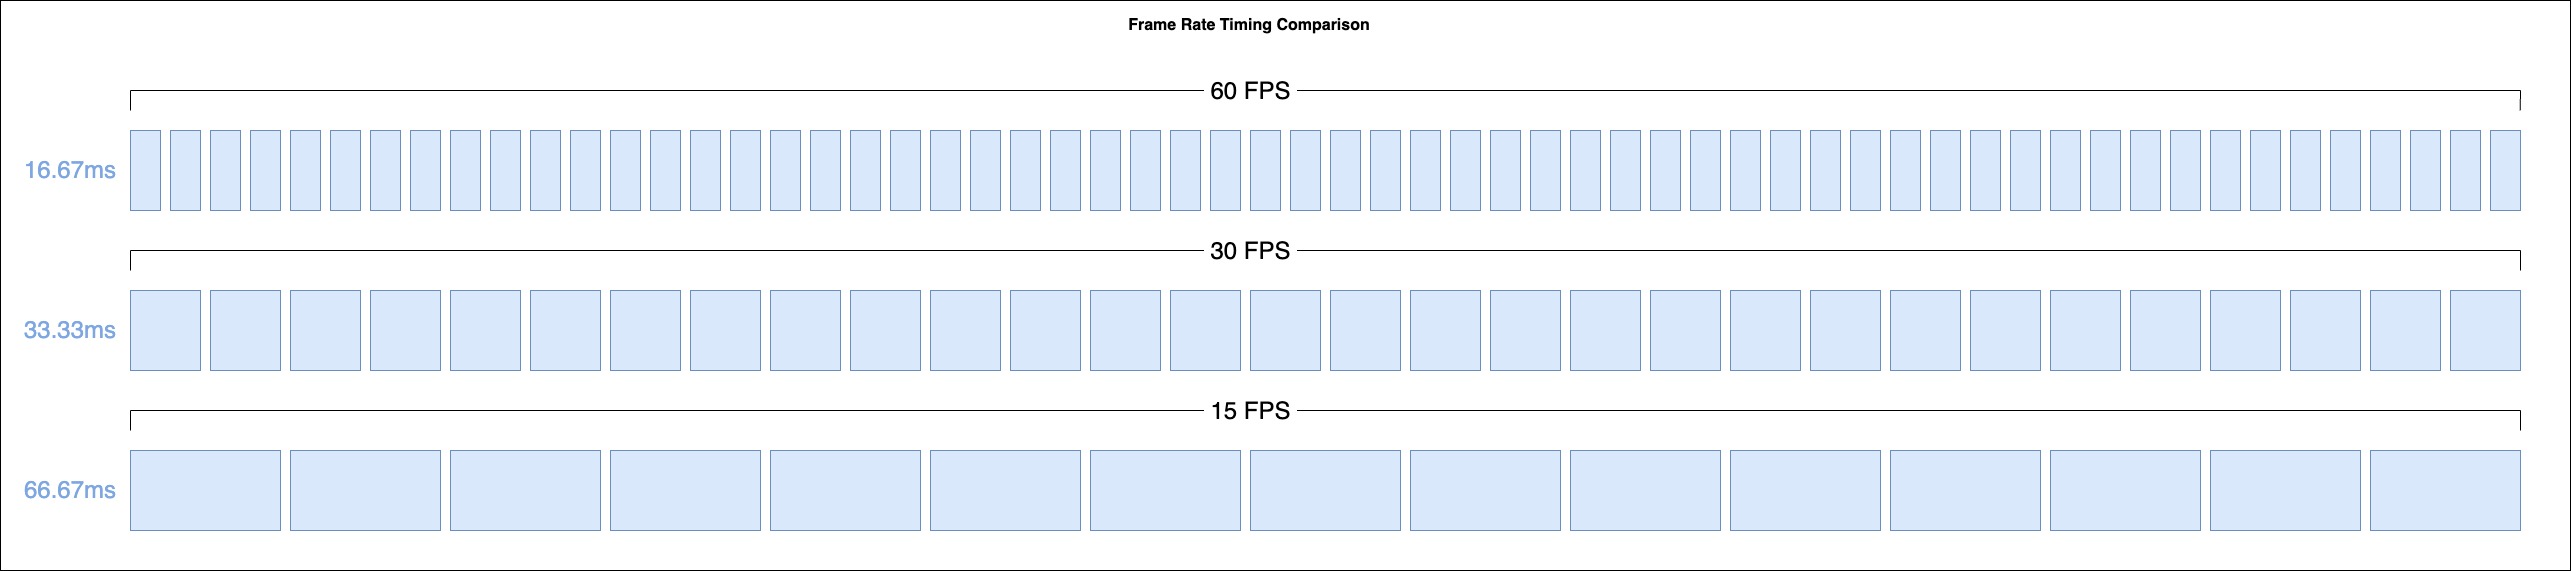 Frame Rate Timing Comparison
60 FPS
16.67ms
30 FPS
33.33ms
15 FPS
66.67ms